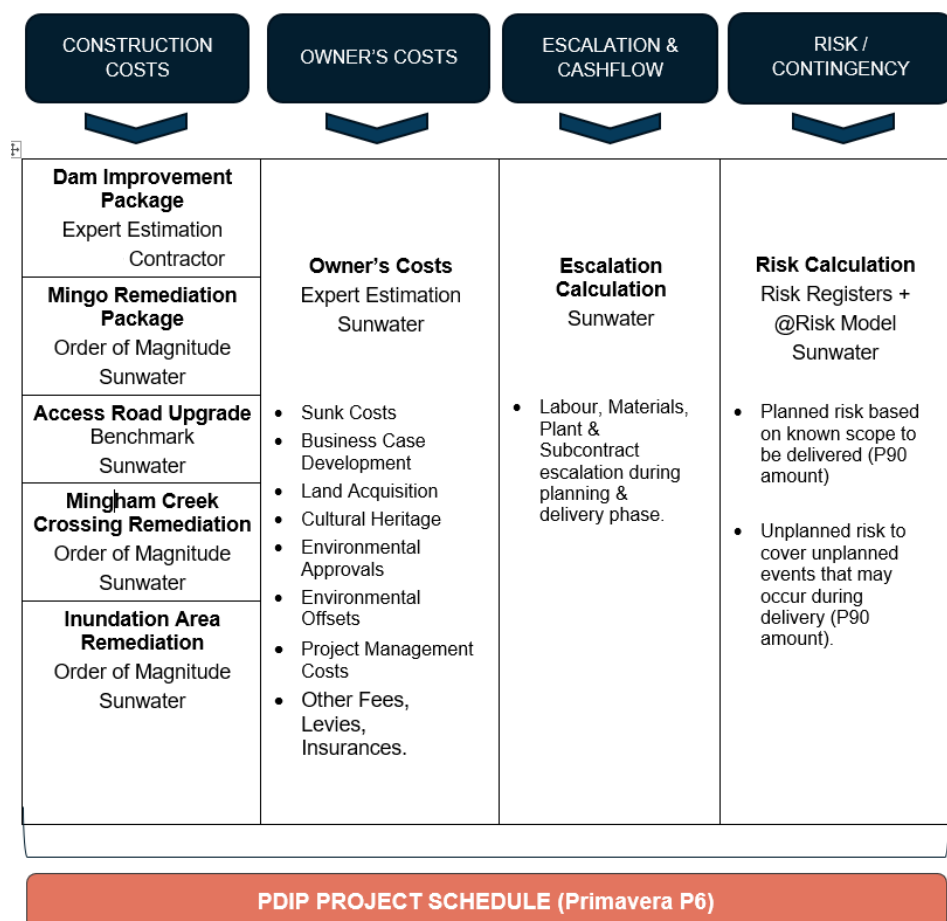 CONSTRUCTION
COSTS
OWNER'S COSTS
ESCALATION &
CASHFLOW
RISK /
CONTINGENCY
Dam Improvement
Package
Expert Estimation
Contractor
Mingo Remediation
Package
Order of Magnitude
Sunwater
Access Road Upgrade
Benchmark
Sunwater
Mingham Creek
Crossing Remediation
Order of Magnitude
Sunwater
Inundation Area
Remediation
Order of Magnitude
Sunwater
Owner's Costs
Expert Estimation
Sunwater
• Sunk Costs
• Business Case
Development
• Land Acquisition
• Cultural Heritage
• Environmental
Approvals
• Environmental
Offsets
• Project Management
Costs
• Other Fees,
Levies,
Insurances.
Escalation
Calculation
Sunwater
• Labour, Materials,
Plant &
Subcontract
escalation during
planning &
delivery phase.
Risk Calculation
Risk Registers +
@Risk Model
Sunwater
• Planned risk based
on known scope to
be delivered (P90
amount)
• Unplanned risk to
cover unplanned
events that may
occur during
delivery (P90
amount).
PDIP PROJECT SCHEDULE (Primavera P6)